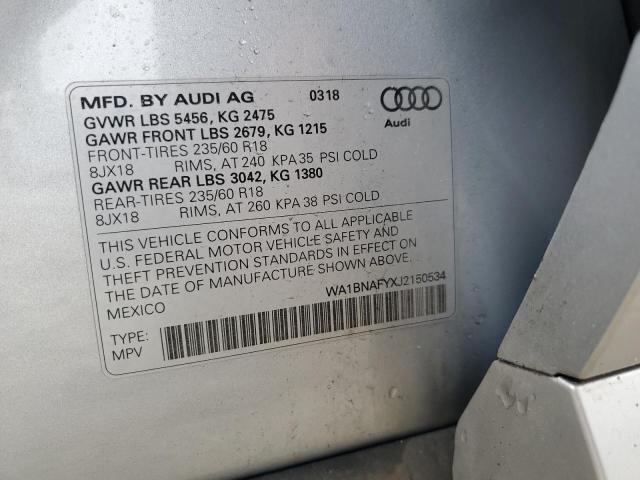 MFD. BY AUDI AG 0318
GVWR LBS 5456, KG 2475
GAWR FRONT LBS 2679, KG 1215
FRONT-TIRES 235/60 R18
8JX18 RIMS, AT 240 KPA 35 PSI COLD
GAWR REAR LBS 3042, KG 1380
REAR-TIRES 235/60 R18
8JX18 RIMS, AT 260 KPA 38 PSI COLD
Audi
THIS VEHICLE CONFORMS TO ALL APPLICABLE
U.S. FEDERAL MOTOR VEHICLE SAFETY AND
THEFT PREVENTION STANDARDS IN EFFECT ON
THE DATE OF MANUFACTURE SHOWN ABOVE.
MEXICO WA1BNAFYXJ2150534
TYPE:
MPV